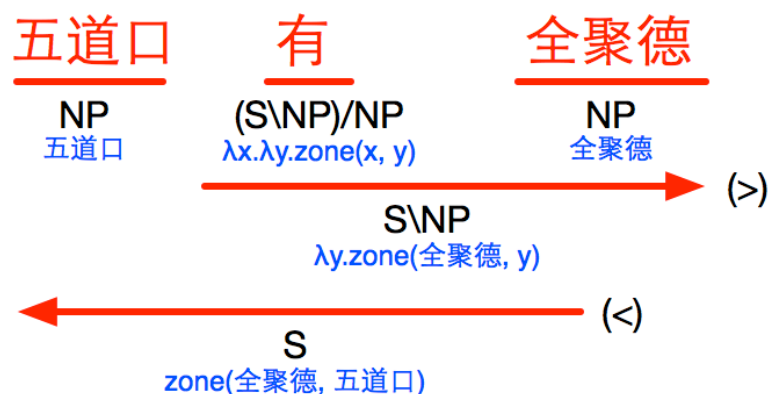 五道口 有 全聚德
NP (S\NP)/NP NP
五道口 λx.λy.zone(x, y) 全聚德
(>)
S\NP
λy.zone(全聚德, y)
(<)
S
zone(全聚德, 五道口)